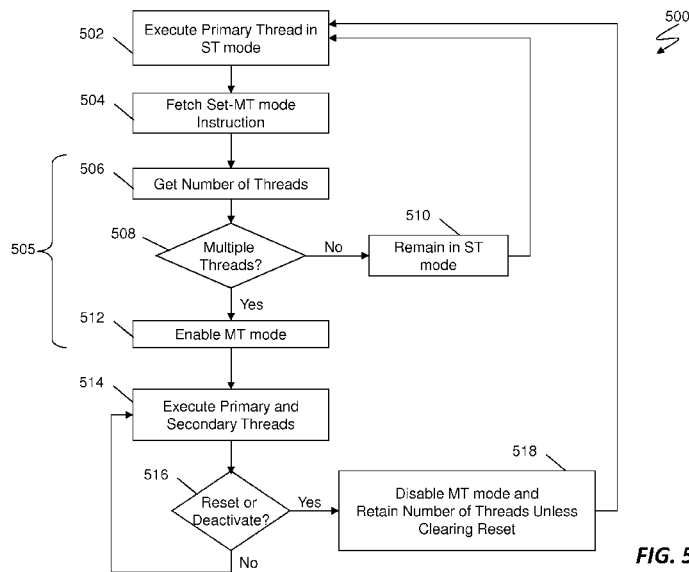 500
502
Execute Primary Thread in
ST mode
504
Fetch Set-MT mode
Instruction
506
Get Number of Threads
505
508
Multiple
Threads?
No
510
Remain in ST
mode
Yes
512
Enable MT mode
514
Execute Primary and
Secondary Threads
516
Reset or
Deactivate?
Yes
518
Disable MT mode and
Retain Number of Threads Unless
Clearing Reset
No
FIG. 5